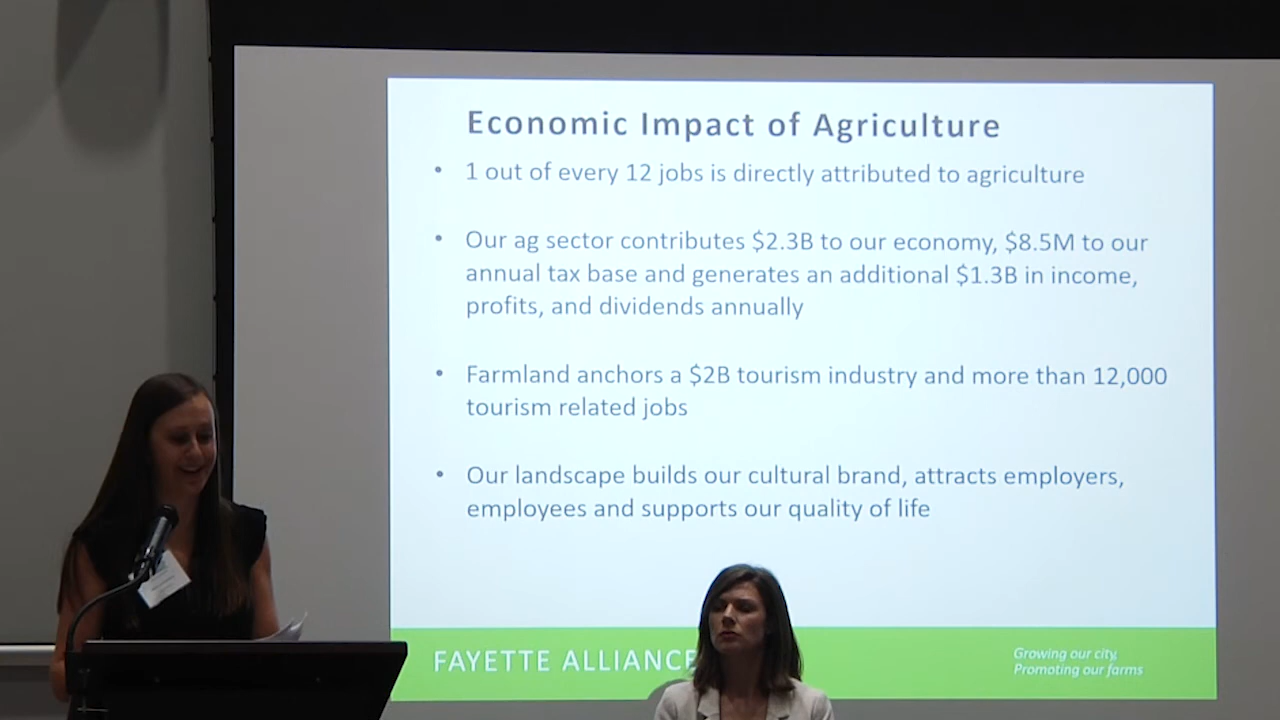 Economic Impact of Agriculture
• 1 out of every 12 jobs is directly attributed to agriculture
• Our ag sector contributes $2.3B to our economy, $8.5M to our
annual tax base and generates an additional $1.3B in income,
profits, and dividends annually
• Farmland anchors a $2B tourism industry and more than 12,000
tourism related jobs
• Our landscape builds our cultural brand, attracts employers,
employees and supports our quality of life
FAYETTE ALLIANCE
Growing our city,
Promoting our farms